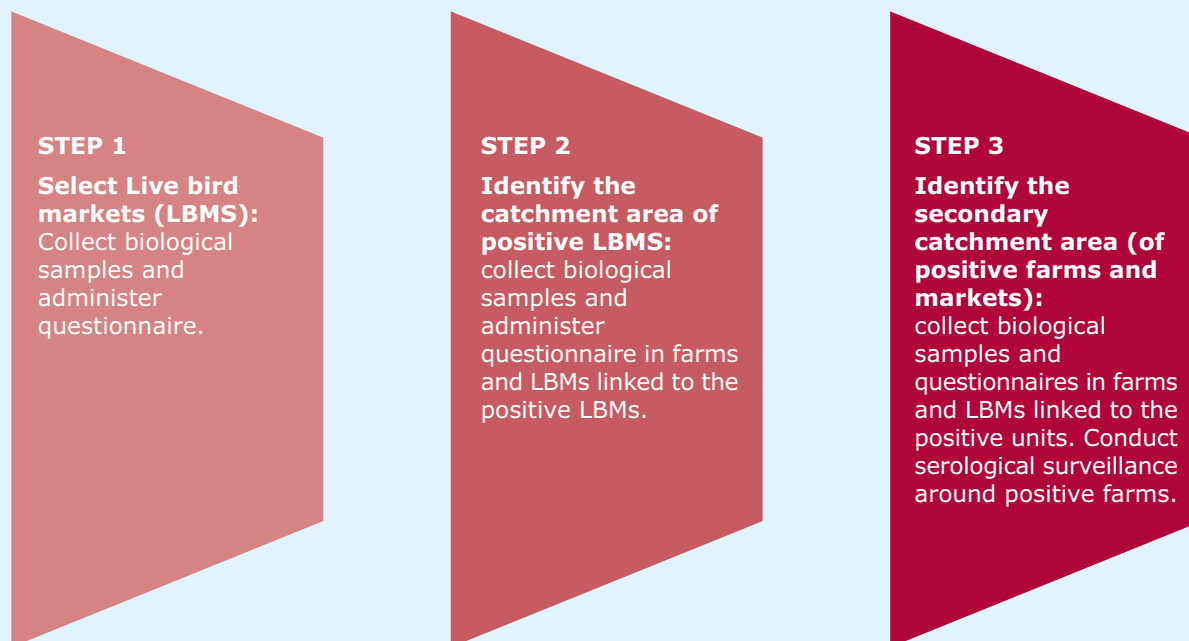 STEP 1
Select Live bird
markets (LBMS):
Collect biological
samples and
administer
questionnaire.
STEP 2
Identify the
catchment area of
positive LBMS:
collect biological
samples and
administer
questionnaire in farms
and LBMs linked to the
positive LBMs.
STEP 3
Identify the
secondary
catchment area (of
positive farms and
markets):
collect biological
samples and
questionnaires in farms
and LBMs linked to the
positive units. Conduct
serological surveillance
around positive farms.